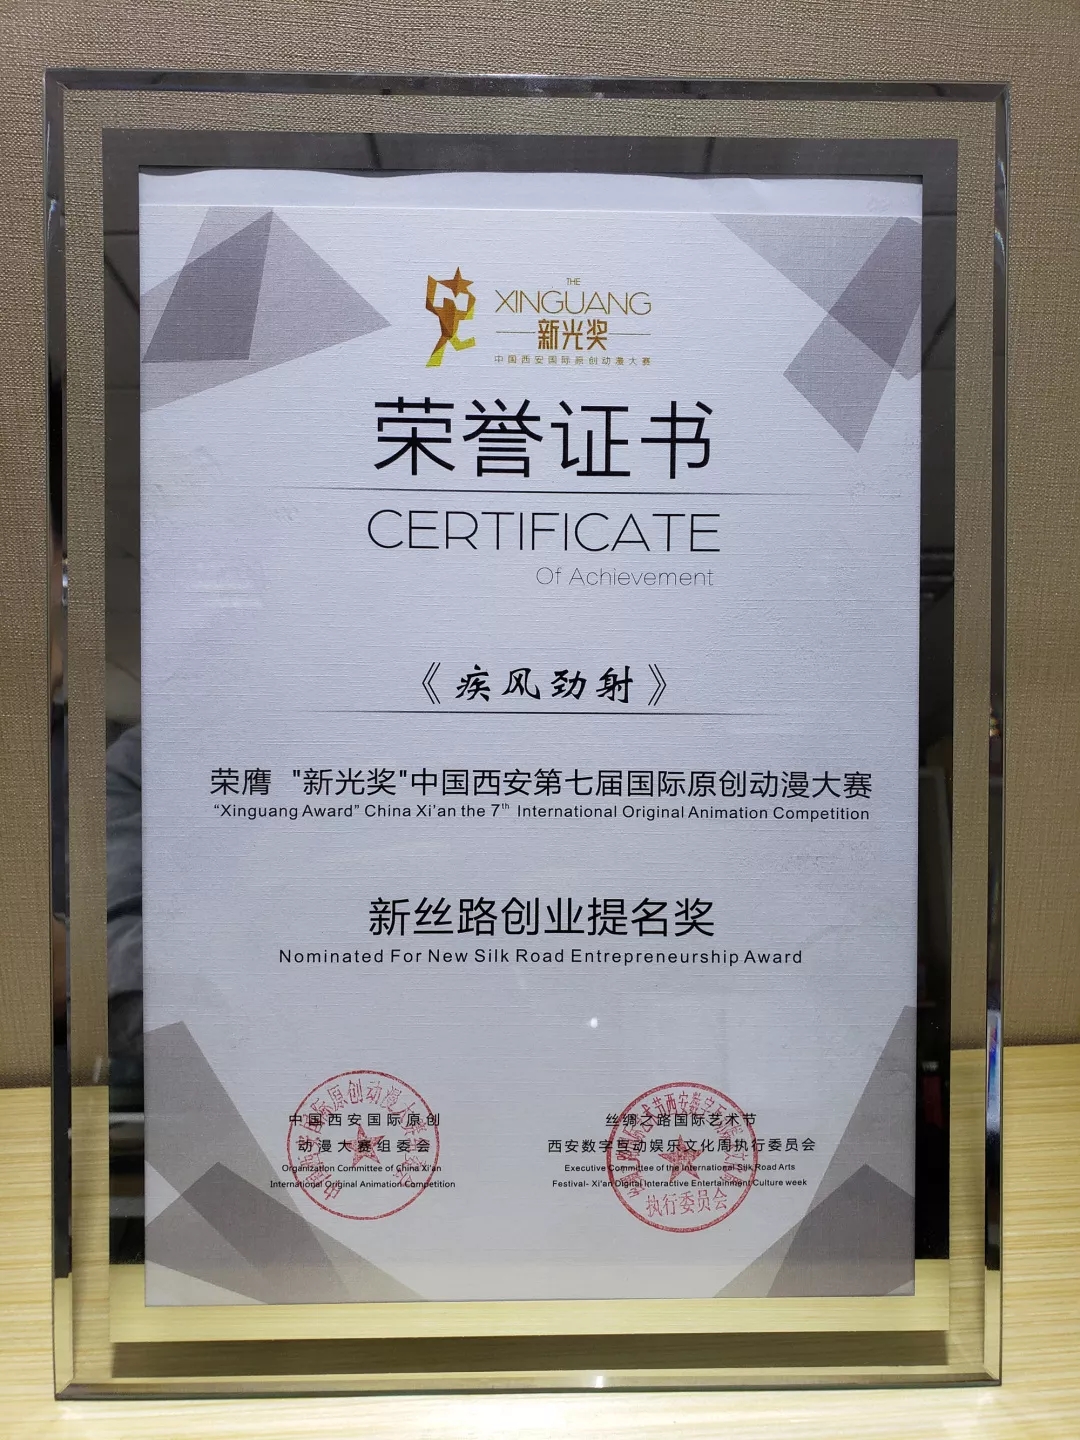 THE
XINGUANG
新光奖
中国西安国际原创动漫大赛
荣誉证书
CERTIFICATE
Of Achievement
《疾风劲射》
荣膺 "新光奖"中国西安第七届国际原创动漫大赛
“Xinguang Award” China Xi’an the 7th International Original Animation Competition
新丝路创业提名奖
Nominated For New Silk Road Entrepreneurship Award
中国西安国际原创
动漫大赛组委会
Organization Committee of China Xi'an
International Original Animation Competition
丝绸之路国际艺术节
西安数字互动娱乐文化周执行委员会
Executive Committee of the International Silk Road Arts
Festival- Xi'an Digital Interactive Entertainment Culture week
执行委员会